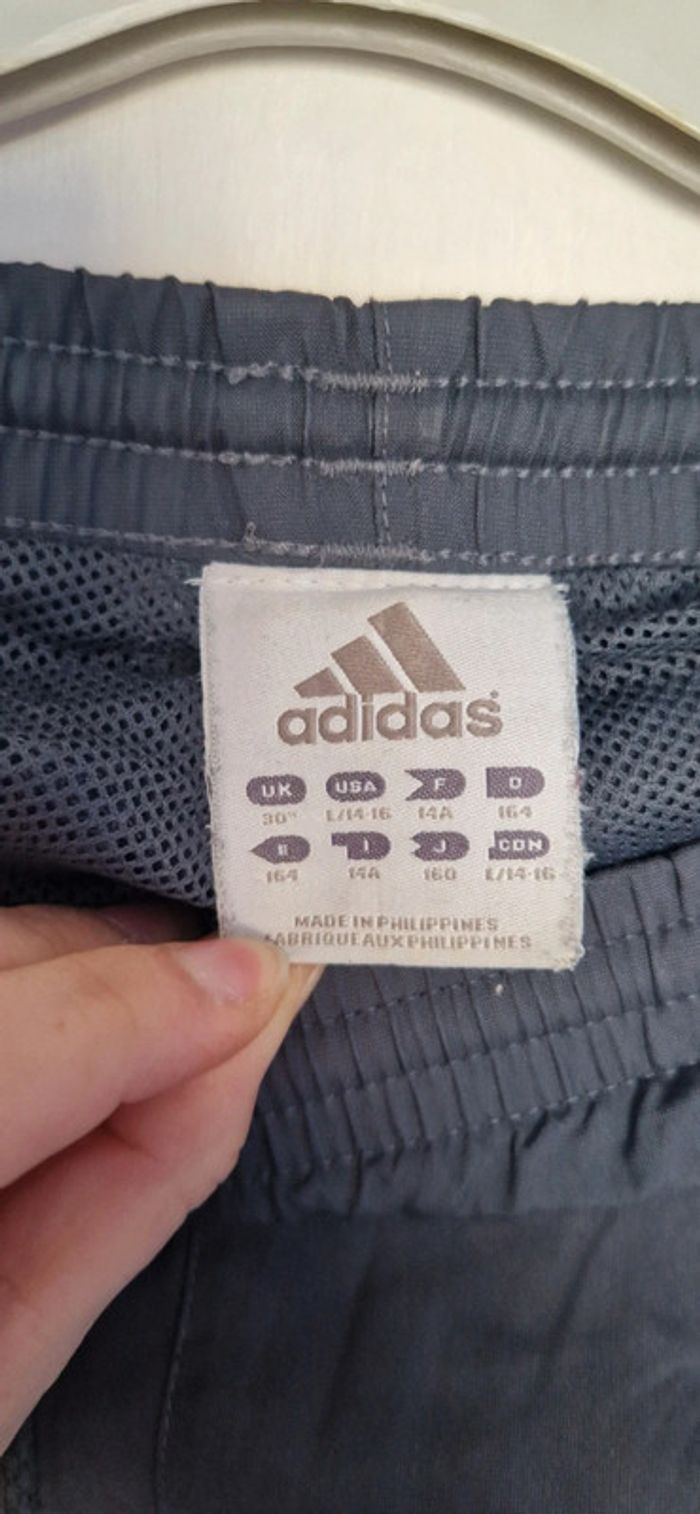 adidas
UK USA F D
30" L/14-16 14A 164
I J CDN
164 14A 160 L/14-16
MADE IN PHILIPPINES
FABRIQUE AUX PHILIPPINES